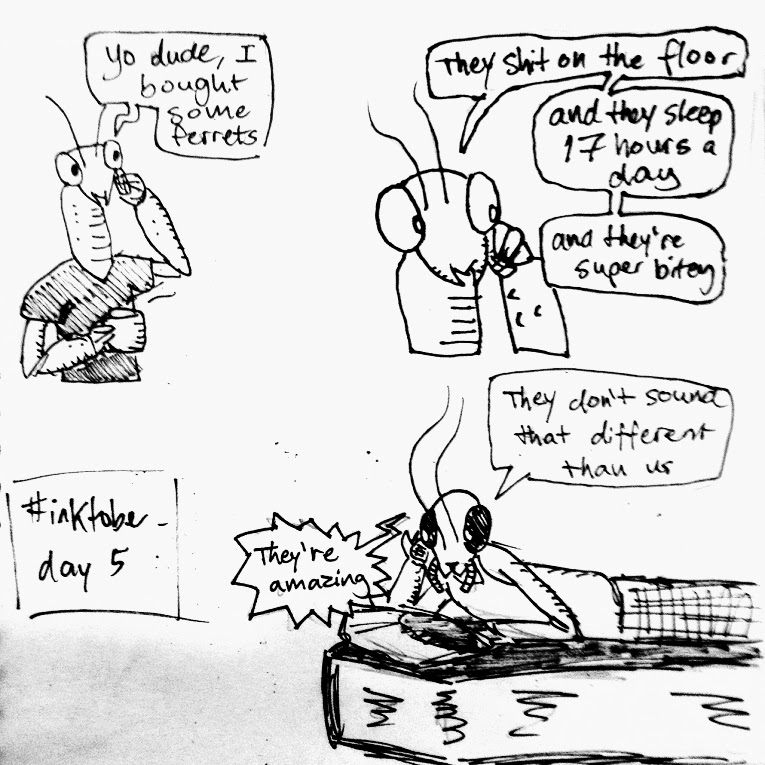 yo dude, I
bought
some
ferrets
They shit on the floor
and they sleep
17 hours a
day
and they're
super bitey
They don't sound
that different
than us
They're
amazing
#inktober
day 5